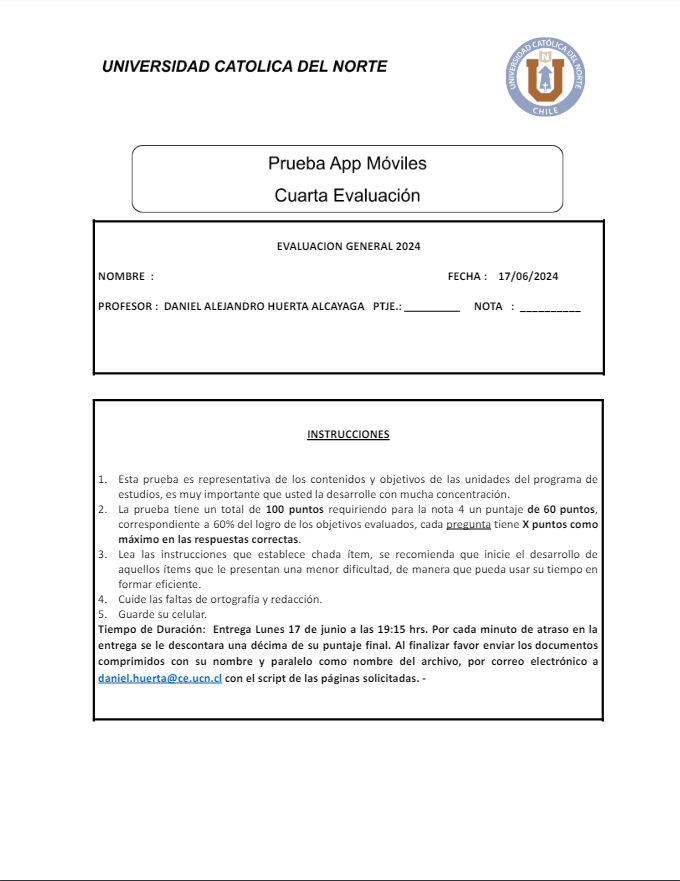 UNIVERSIDAD CATOLICA DEL NORTE
UNIVERSIDAD CATÓLICA DEL NORTE
N
U
CHILE
Prueba App Móviles
Cuarta Evaluación
EVALUACION GENERAL 2024
NOMBRE :
FECHA : 17/06/2024
PROFESOR : DANIEL ALEJANDRO HUERTA ALCAYAGA PTJE.: _________ NOTA : __________
INSTRUCCIONES
1. Esta prueba es representativa de los contenidos y objetivos de las unidades del programa de
estudios, es muy importante que usted la desarrolle con mucha concentración.
2. La prueba tiene un total de 100 puntos requiriendo para la nota 4 un puntaje de 60 puntos,
correspondiente a 60% del logro de los objetivos evaluados, cada pregunta tiene X puntos como
máximo en las respuestas correctas.
3. Lea las instrucciones que establece chada ítem, se recomienda que inicie el desarrollo de
aquellos ítems que le presentan una menor dificultad, de manera que pueda usar su tiempo en
formar eficiente.
4. Cuide las faltas de ortografía y redacción.
5. Guarde su celular.
Tiempo de Duración: Entrega Lunes 17 de junio a las 19:15 hrs. Por cada minuto de atraso en la
entrega se le descontara una décima de su puntaje final. Al finalizar favor enviar los documentos
comprimidos con su nombre y paralelo como nombre del archivo, por correo electrónico a
daniel.huerta@ce.ucn.cl con el script de las páginas solicitadas. -